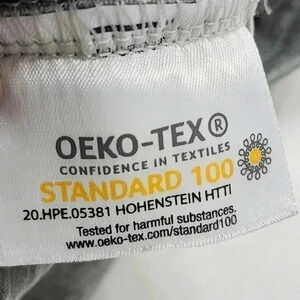 OEKO-TEX®
CONFIDENCE IN TEXTILES
STANDARD 100
20.HPE.05381 HOHENSTEIN HTTI
Tested for harmful substances.
www.oeko-tex.com/standard100